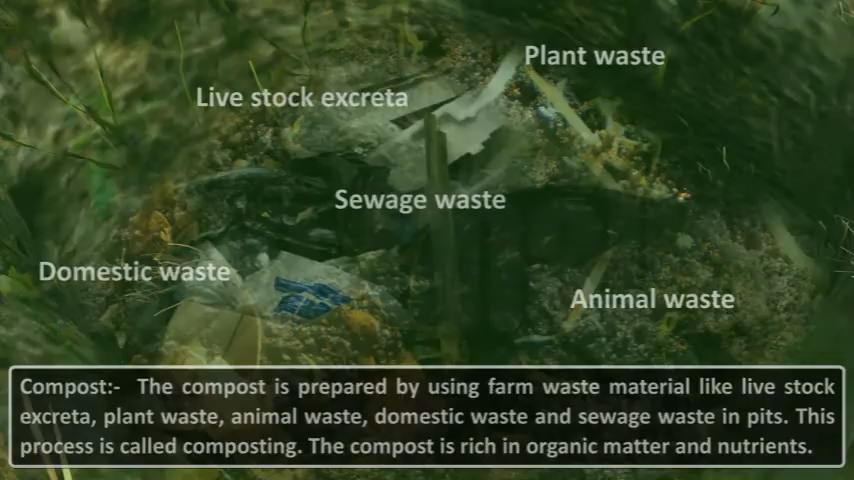 Plant waste
Live stock excreta
Sewage waste
Domestic waste
Animal waste
Compost:- The compost is prepared by using farm waste material like live stock
excreta, plant waste, animal waste, domestic waste and sewage waste in pits. This
process is called composting. The compost is rich in organic matter and nutrients.